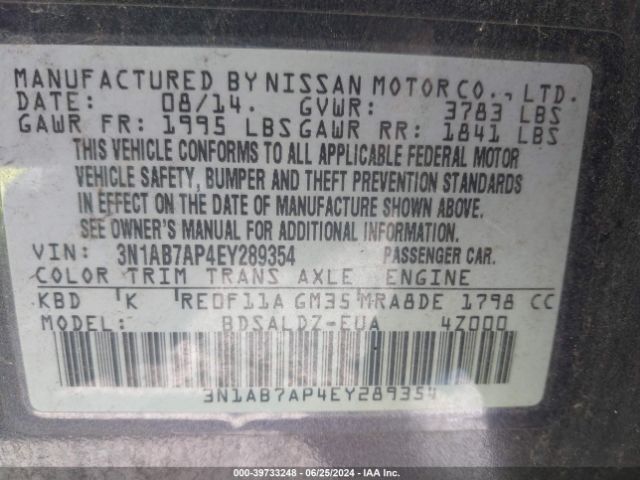 MANUFACTURED BY NISSAN MOTOR CO., LTD.
DATE: 08/14. GVWR: 3783 LBS
GAWR FR: 1995 LBS GAWR RR: 1841 LBS
THIS VEHICLE CONFORMS TO ALL APPLICABLE FEDERAL MOTOR
VEHICLE SAFETY, BUMPER AND THEFT PREVENTION STANDARDS
IN EFFECT ON THE DATE OF MANUFACTURE SHOWN ABOVE.
SEE OWNER'S MANUAL FOR ADDITIONAL INFORMATION.
VIN: 3N1AB7AP4EY289354 PASSENGER CAR.
COLOR TRIM TRANS AXLE ENGINE
KBD K RE0F11A GM35 MRA8DE 1798 CC
BDSALDZ-EUA 4Z000
3N1AB7AP4EY289354
000-39733248 - 06/25/2024 - IAA Inc.